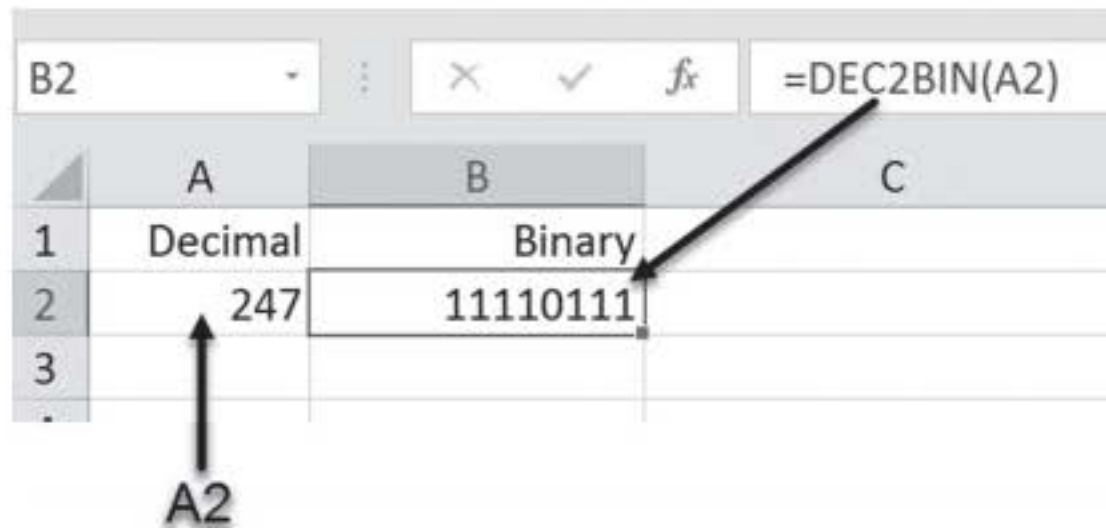 B2 fx =DEC2BIN(A2)
A B C
1 Decimal Binary
2 247 11110111
3
A2